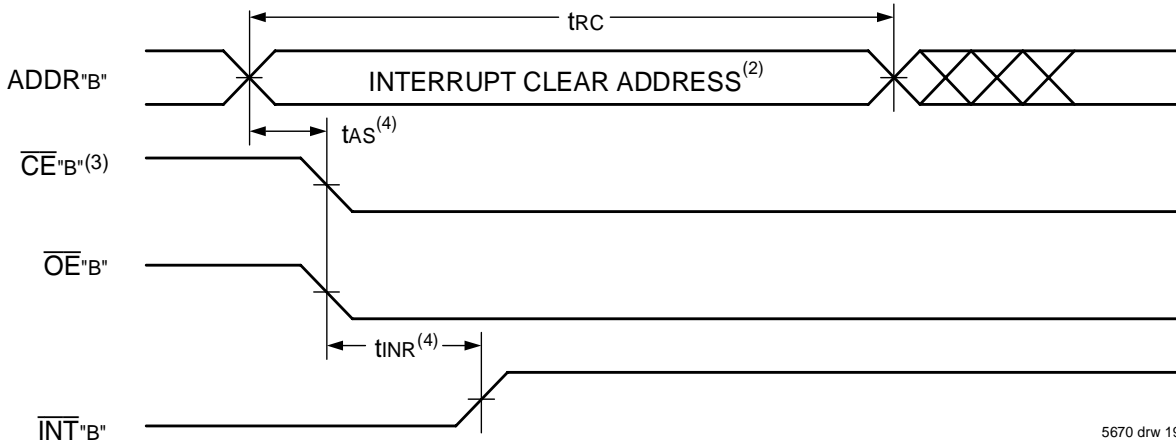 tRC
ADDR"B"
INTERRUPT CLEAR ADDRESS(2)
tAS(4)
CE"B"(3)
OE"B"
tINR(4)
INT"B"
5670 drw 19